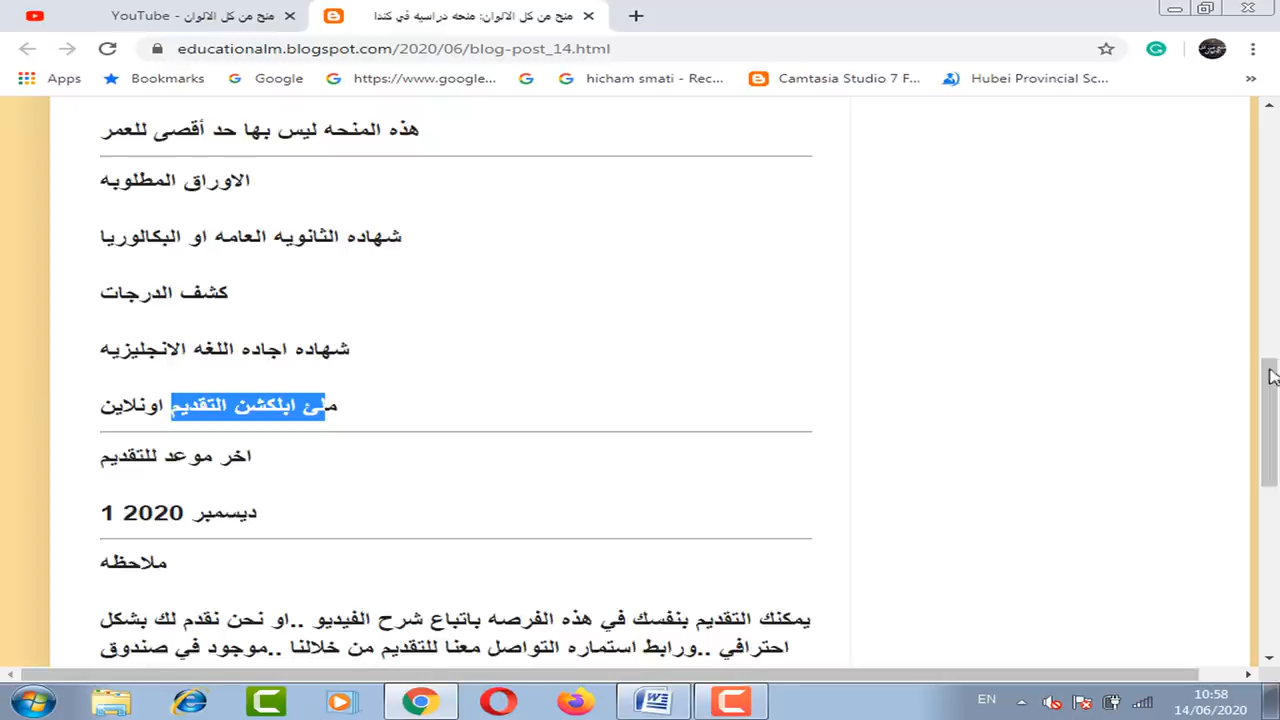 منح من كل الالوان - YouTube
منح من كل الالوان: منحه دراسيه في كندا
educationalm.blogspot.com/2020/06/blog-post_14.html
Apps Bookmarks Google https://www.google... hicham smati - Rec... Camtasia Studio 7 F... Hubei Provincial Sc... »
هذه المنحه ليس بها حد أقصى للعمر
الاوراق المطلوبه
شهاده الثانويه العامه او البكالوريا
كشف الدرجات
شهاده اجاده اللغه الانجليزيه
ملئ ابلكشن التقديم اونلاين
اخر موعد للتقديم
ديسمبر 2020 1
ملاحظه
يمكنك التقديم بنفسك في هذه الفرصه باتباع شرح الفيديو ..او نحن نقدم لك بشكل
احترافي ..ورابط استماره التواصل معنا للتقديم من خلالنا ..موجود في صندوق
EN
10:58
14/06/2020